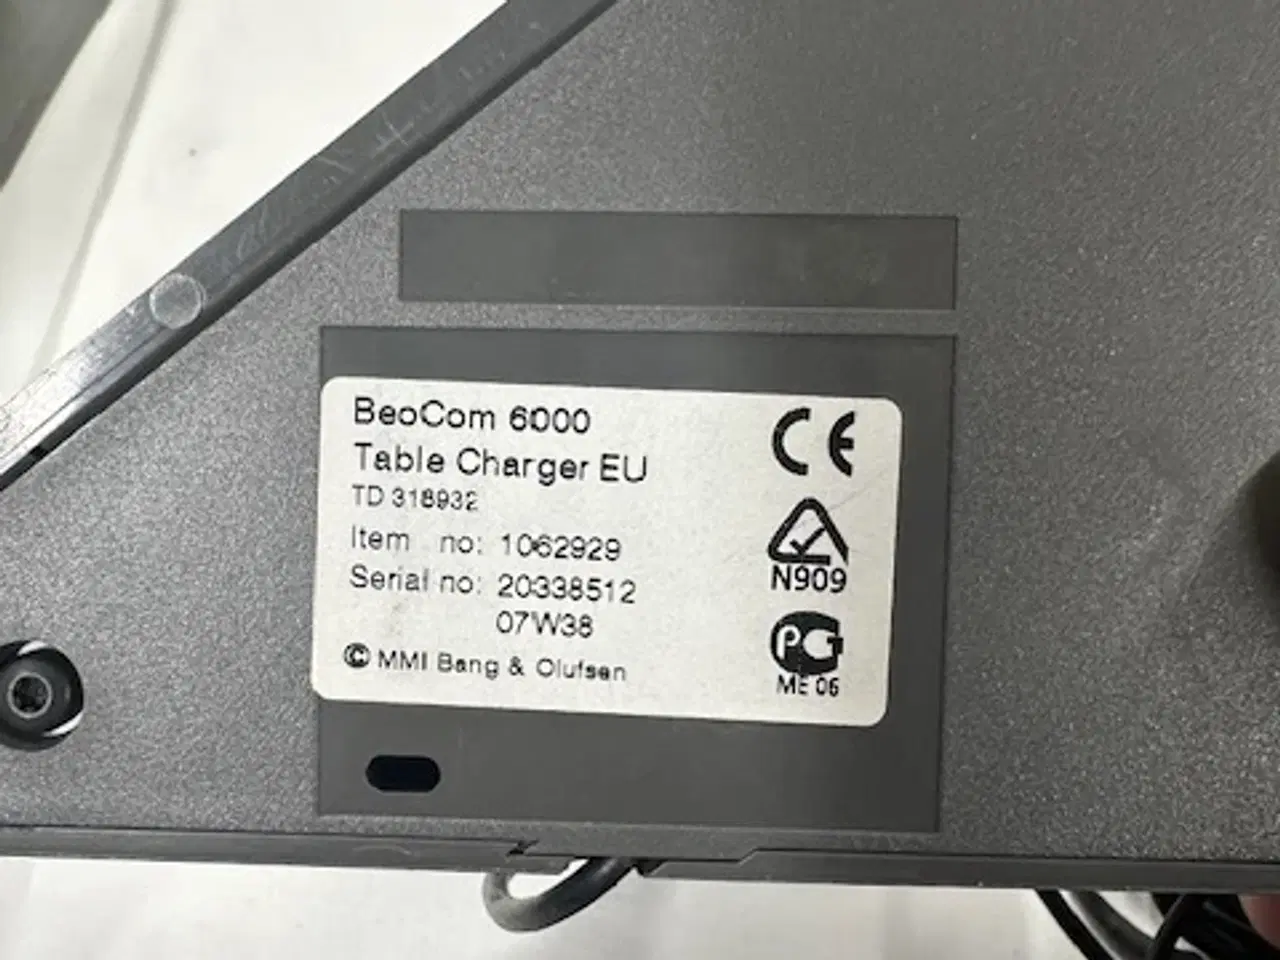 BeoCom 6000
Table Charger EU
TD 318932
Item no: 1062929
Serial no: 20338512
07W38
© MMI Bang & Olufsen
CE
N909
PG
ME 06